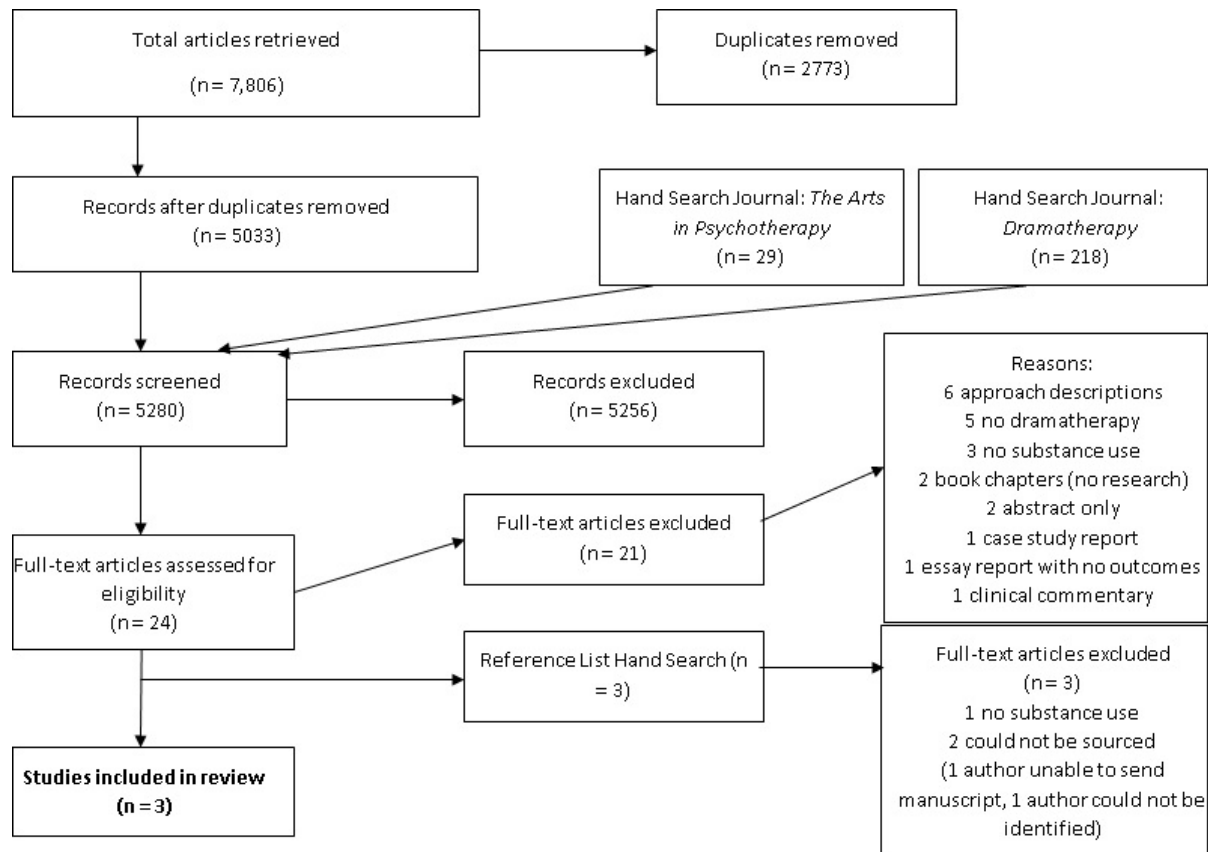 Total articles retrieved
(n = 7,806)
Duplicates removed
(n = 2773)
Records after duplicates removed
(n = 5033)
Hand Search Journal: The Arts
in Psychotherapy
(n = 29)
Hand Search Journal:
Dramatherapy
(n = 218)
Records screened
(n = 5280)
Records excluded
(n = 5256)
Reasons:
6 approach descriptions
5 no dramatherapy
3 no substance use
2 book chapters (no research)
2 abstract only
1 case study report
1 essay report with no outcomes
1 clinical commentary
Full-text articles assessed for
eligibility
(n = 24)
Full-text articles excluded
(n = 21)
Reference List Hand Search (n
= 3)
Full-text articles excluded
(n = 3)
1 no substance use
2 could not be sourced
(1 author unable to send
manuscript, 1 author could not be
identified)
Studies included in review
(n = 3)